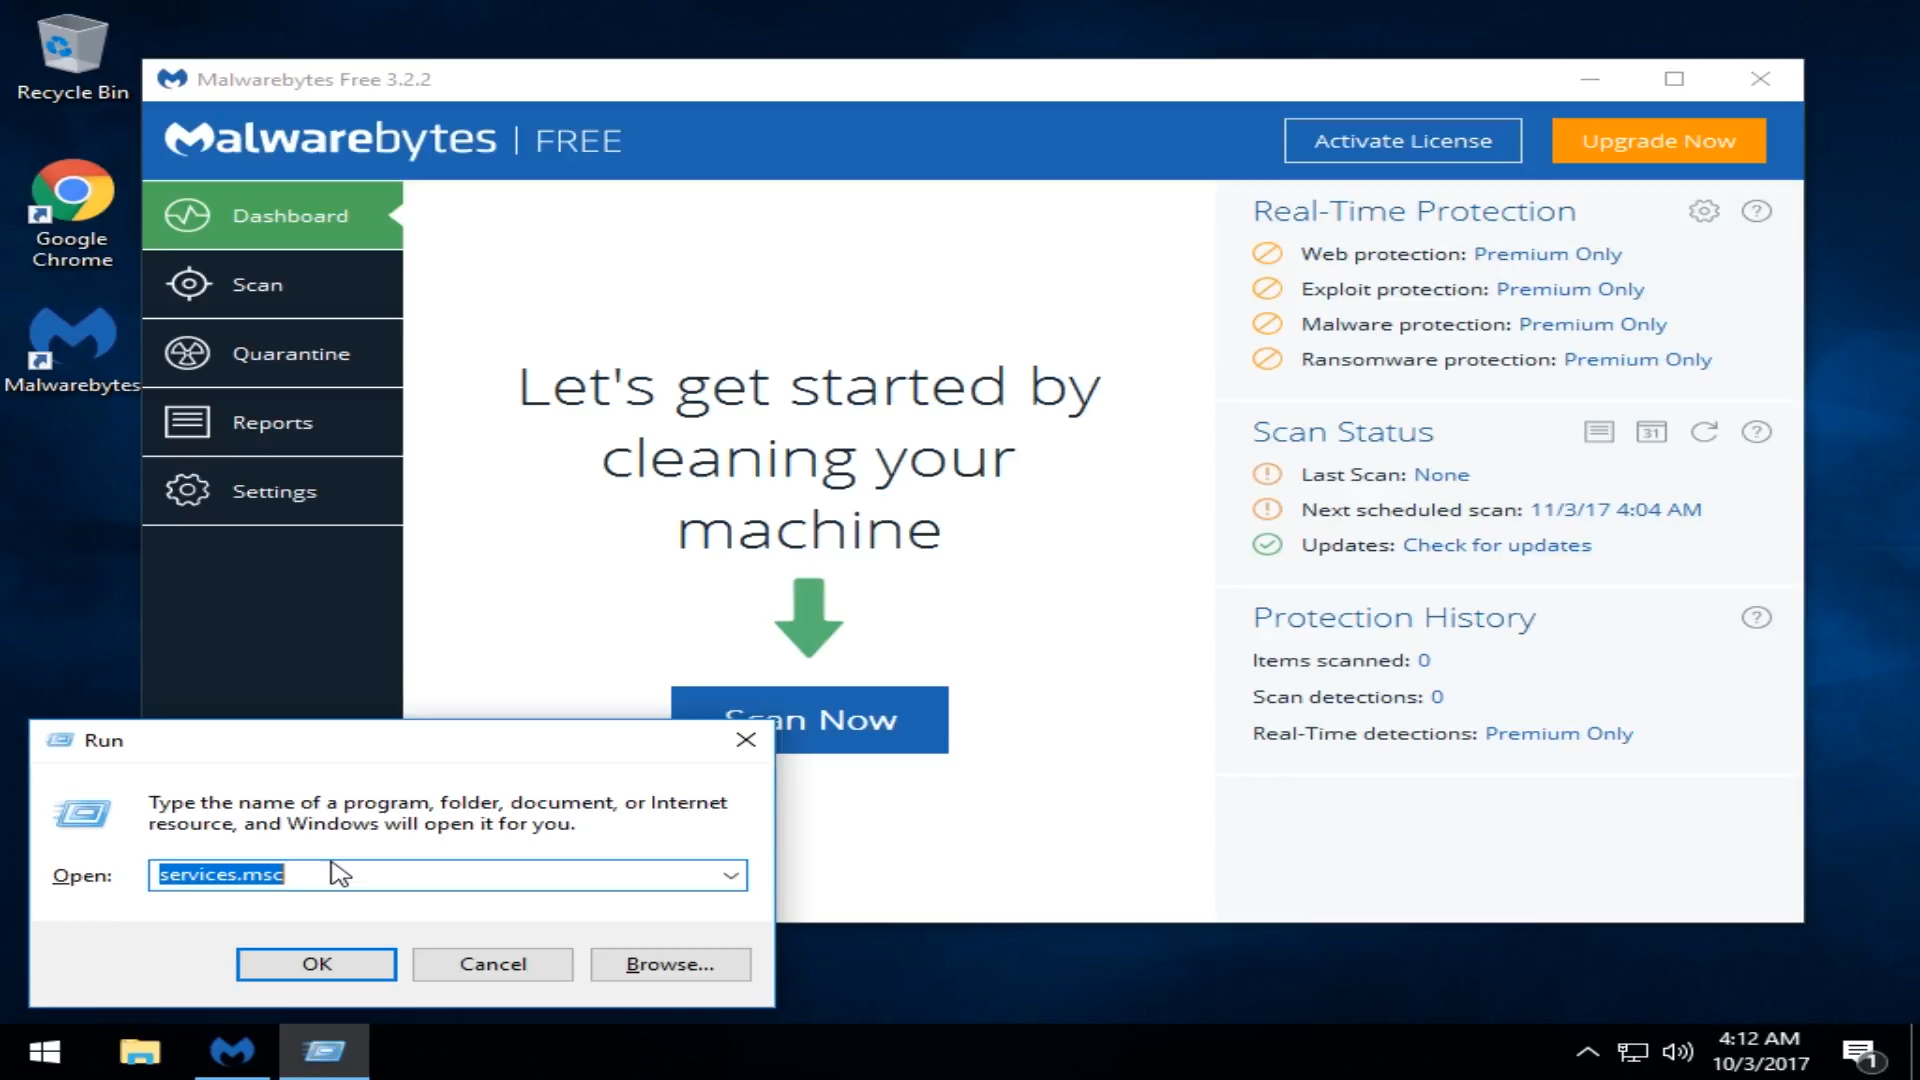 Recycle Bin
Google
Chrome
Malwarebytes
Malwarebytes Free 3.2.2
Malwarebytes | FREE
Activate License
Upgrade Now
Dashboard
Scan
Quarantine
Reports
Settings
Let's get started by
cleaning your
machine
Scan Now
Real-Time Protection
Web protection: Premium Only
Exploit protection: Premium Only
Malware protection: Premium Only
Ransomware protection: Premium Only
Scan Status
31
Last Scan: None
Next scheduled scan: 11/3/17 4:04 AM
Updates: Check for updates
Protection History
Items scanned: 0
Scan detections: 0
Real-Time detections: Premium Only
Run
Type the name of a program, folder, document, or Internet
resource, and Windows will open it for you.
Open: services.msc
OK
Cancel
Browse...
4:12 AM
10/3/2017
1